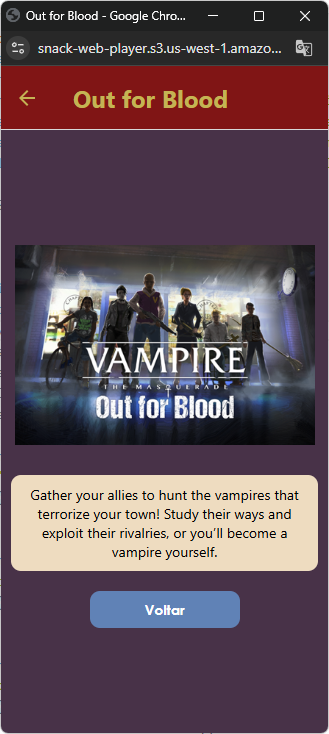 Out for Blood - Google Chro...
snack-web-player.s3.us-west-1.amazo...
Out for Blood
VAMPIRE
THE MASQUERADE
Out for Blood
Gather your allies to hunt the vampires that
terrorize your town! Study their ways and
exploit their rivalries, or you’ll become a
vampire yourself.
Voltar